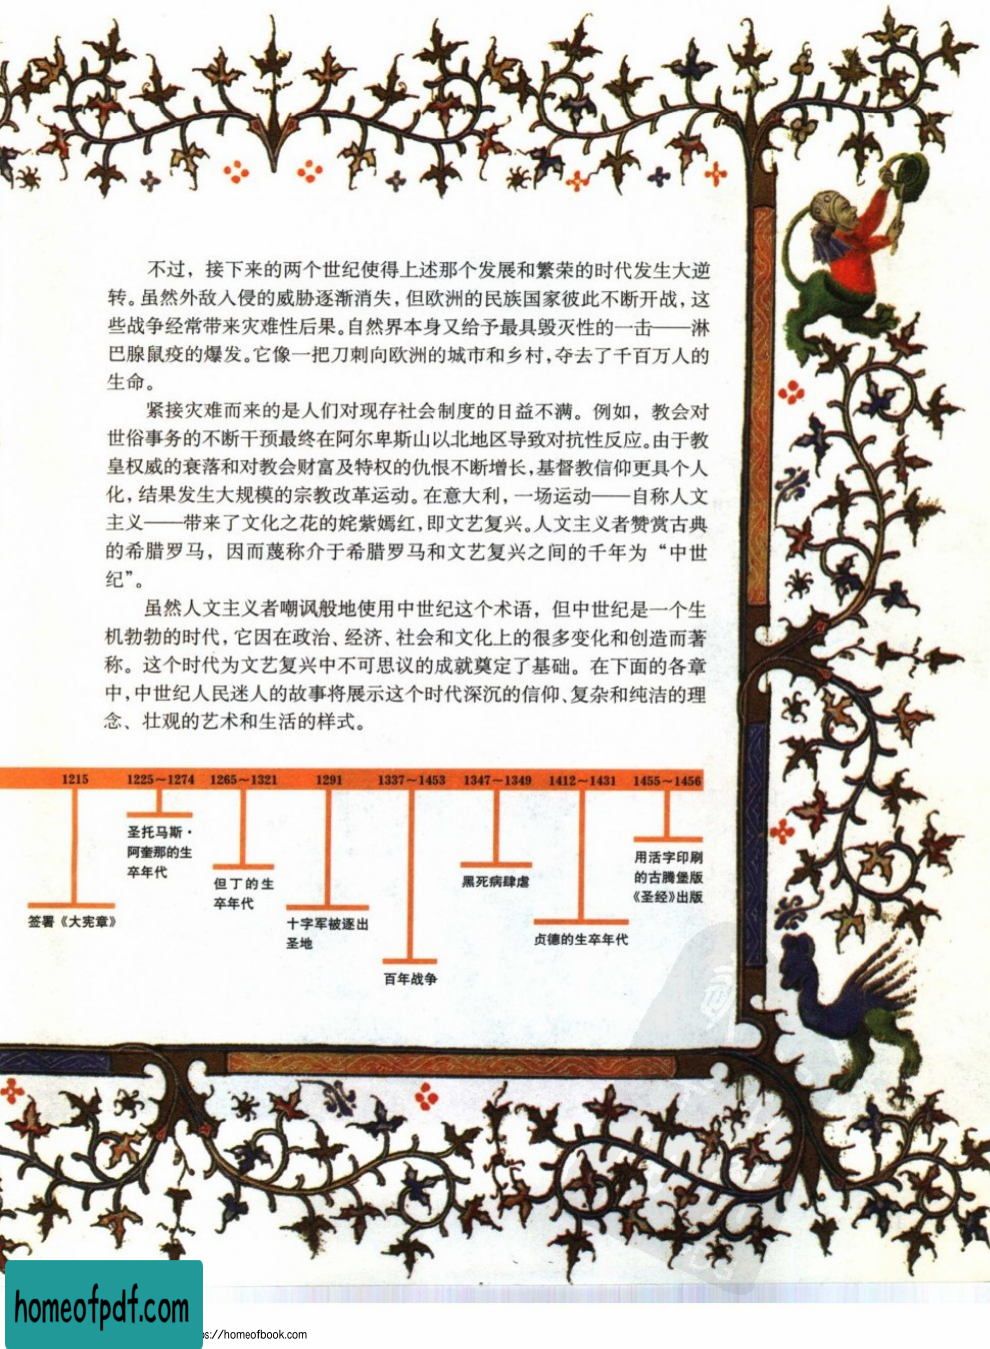 不过，接下来的两个世纪使得上述那个发展和繁荣的时代发生大逆
转。虽然外敌入侵的威胁逐渐消失，但欧洲的民族国家彼此不断开战，这
些战争经常带来灾难性后果。自然界本身又给予最具毁灭性的一击——淋
巴腺鼠疫的爆发。它像一把刀刺向欧洲的城市和乡村，夺去了千百万人的
生命。
紧接灾难而来的是人们对现存社会制度的日益不满。例如，教会对
世俗事务的不断干预最终在阿尔卑斯山以北地区导致对抗性反应。由于教
皇权威的衰落和对教会财富及特权的仇恨不断增长，基督教信仰更具个人
化，结果发生大规模的宗教改革运动。在意大利，一场运动——自称人文
主义——带来了文化之花的姹紫嫣红，即文艺复兴。人文主义者赞赏古典
的希腊罗马，因而蔑称介于希腊罗马和文艺复兴之间的千年为“中世
纪”。
虽然人文主义者嘲讽般地使用中世纪这个术语，但中世纪是一个生
机勃勃的时代，它因在政治、经济、社会和文化上的很多变化和创造而著
称。这个时代为文艺复兴中不可思议的成就奠定了基础。在下面的各章
中，中世纪人民迷人的故事将展示这个时代深沉的信仰、复杂和纯洁的理
念、壮观的艺术和生活的样式。
1215 1225～1274 1265～1321 1291 1337～1453 1347～1349 1412～1431 1455～1456
圣托马斯·
阿奎那的生
卒年代
用活字印刷
的古腾堡版
《圣经》出版
但丁的生
卒年代
黑死病肆虐
签署《大宪章》
十字军被逐出
圣地
贞德的生卒年代
百年战争
homeofpdf.com
ps://homeofbook.com